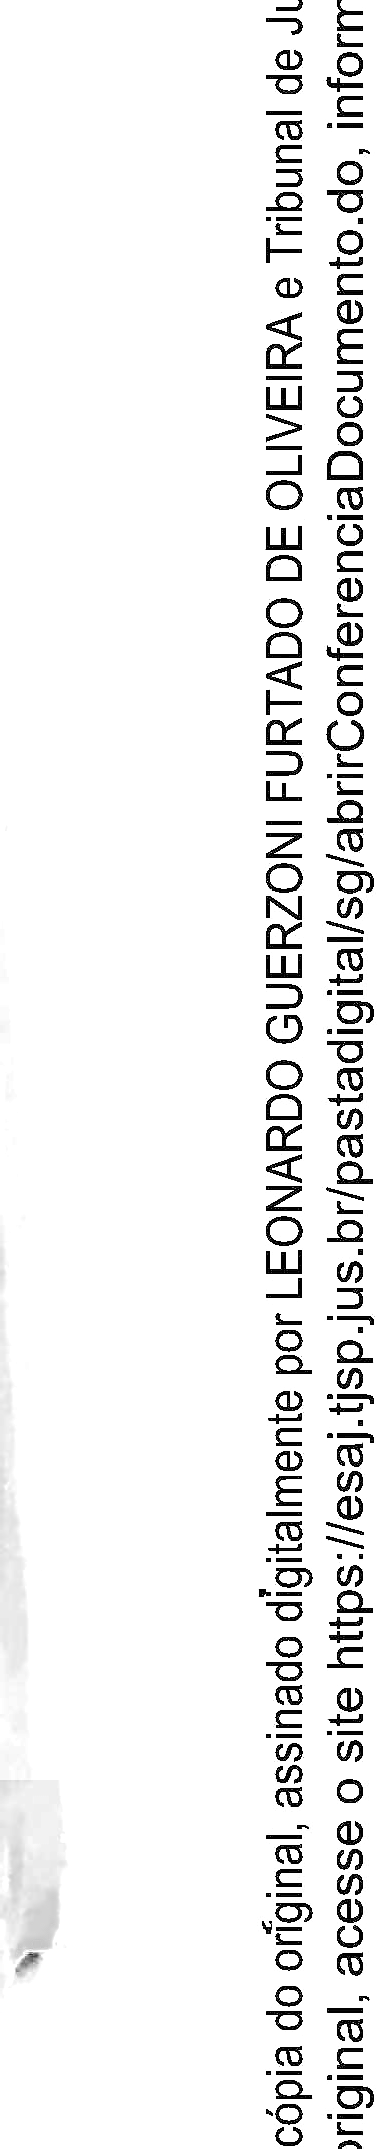 cópia do original, assinado digitalmente por LEONARDO GUERZONI FURTADO DE OLIVEIRA e Tribunal de Ju
original, acesse o site https://esaj.tjsp.jus.br/pastadigital/sg/abrirConferenciaDocumento.do, inform